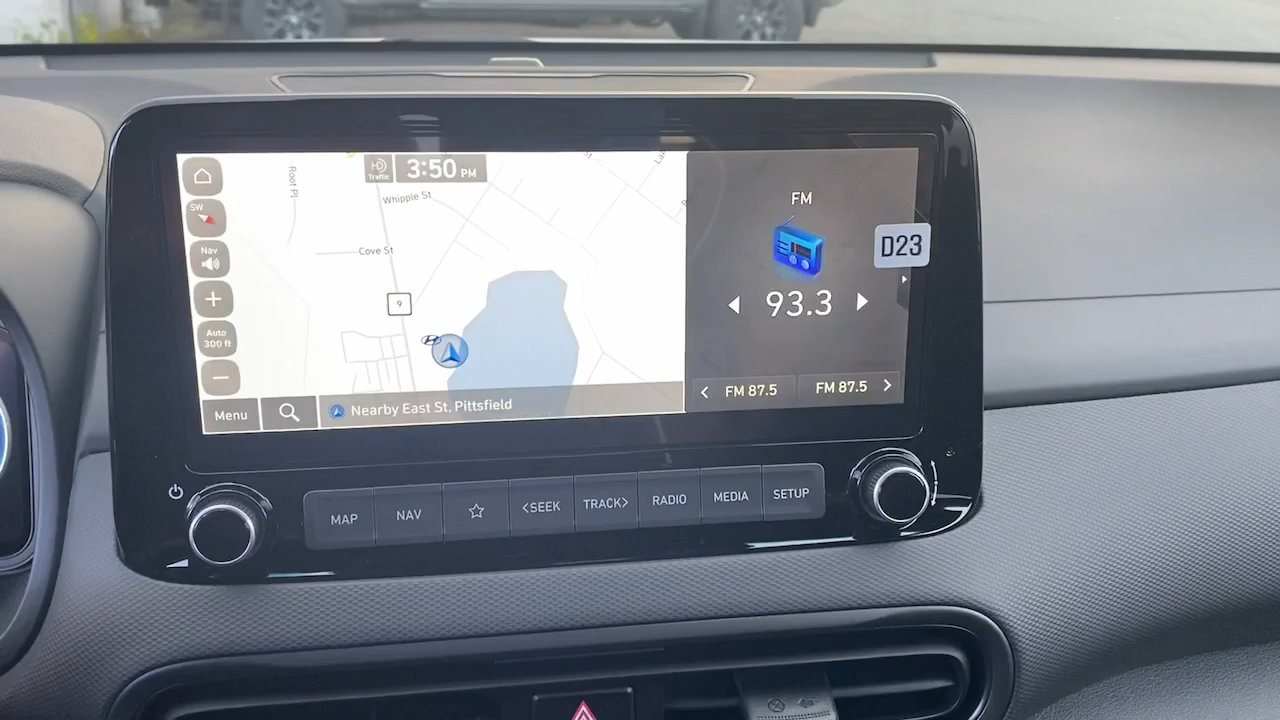 HD
Traffic
3:50 PM
SW
Root Pl
Whipple St
Nav
Cove St
9
Auto
300 ft
Menu
Nearby East St, Pittsfield
FM
D23
93.3
FM 87.5
FM 87.5
MAP
NAV
<SEEK
TRACK>
RADIO
MEDIA
SETUP